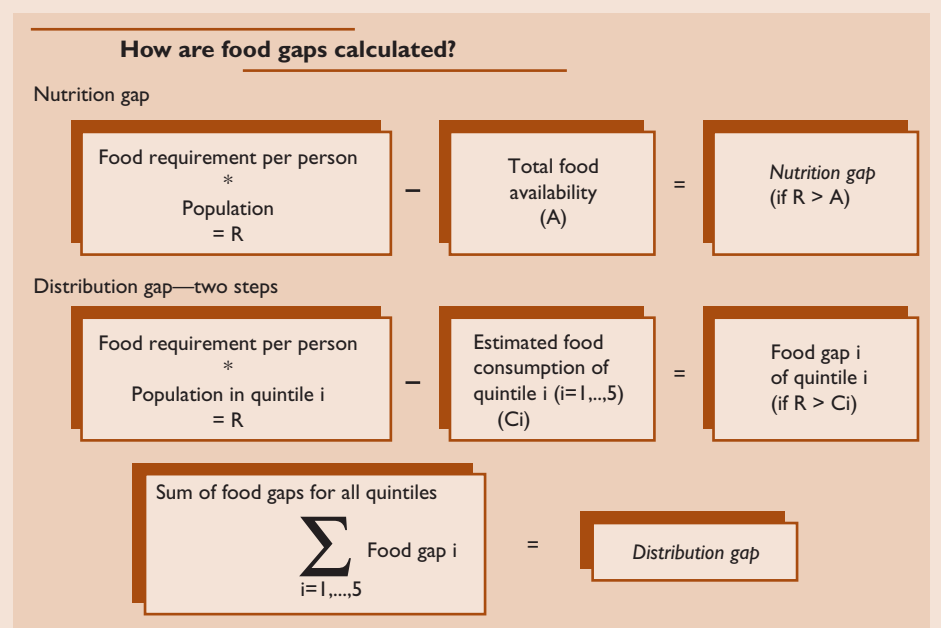 How are food gaps calculated?
Nutrition gap
Food requirement per person
*
Population
= R
–
Total food
availability
(A)
=
Nutrition gap
(if R > A)
Distribution gap—two steps
Food requirement per person
*
Population in quintile i
= R
–
Estimated food
consumption of
quintile i (i=1,..,5)
(Ci)
=
Food gap i
of quintile i
(if R > Ci)
Sum of food gaps for all quintiles
∑ Food gap i
i=1,...,5
=
Distribution gap